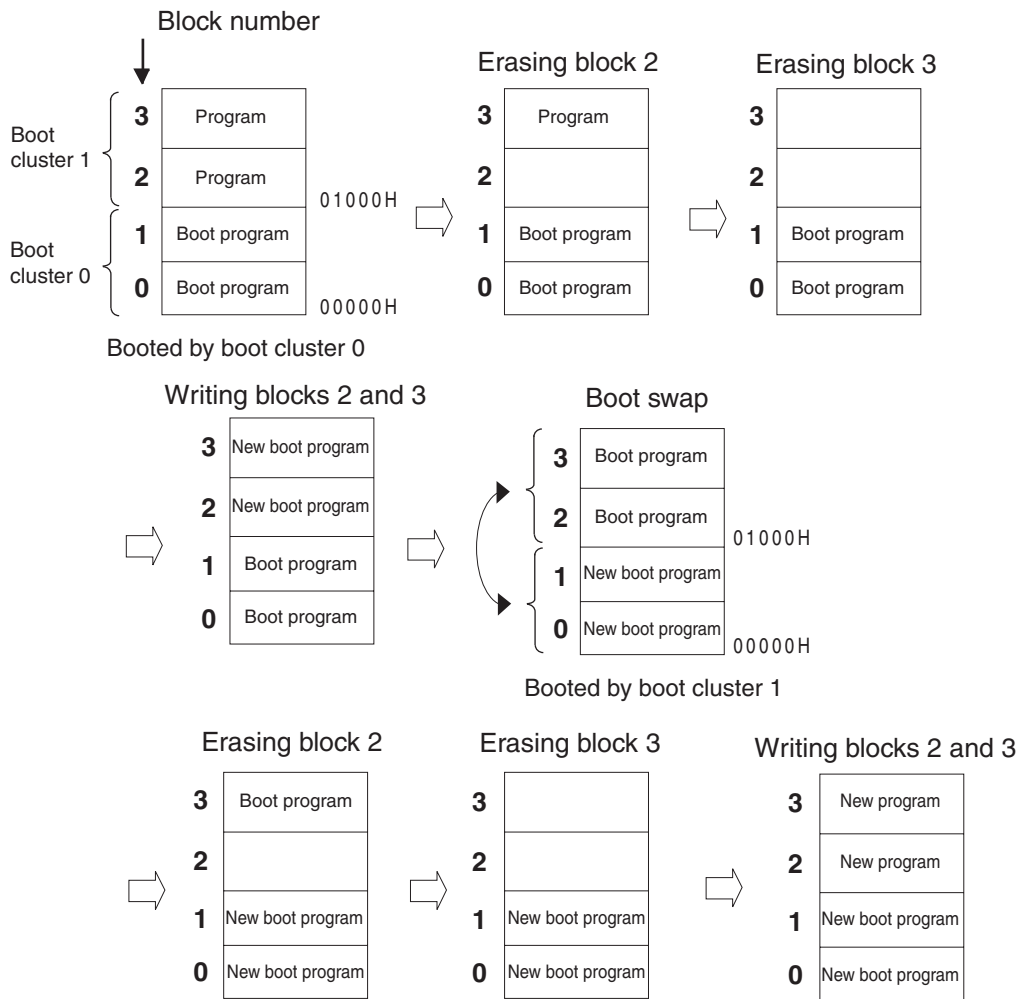 Block number
Erasing block 2
Erasing block 3
Boot
cluster 1
3 Program
2 Program
01000H
Boot
cluster 0
1 Boot program
0 Boot program
00000H
3 Program
2
1 Boot program
0 Boot program
3
2
1 Boot program
0 Boot program
Booted by boot cluster 0
Writing blocks 2 and 3
3 New boot program
2 New boot program
1 Boot program
0 Boot program
Boot swap
3 Boot program
2 Boot program
01000H
1 New boot program
0 New boot program
00000H
Booted by boot cluster 1
Erasing block 2
3 Boot program
2
1 New boot program
0 New boot program
Erasing block 3
3
2
1 New boot program
0 New boot program
Writing blocks 2 and 3
3 New program
2 New program
1 New boot program
0 New boot program